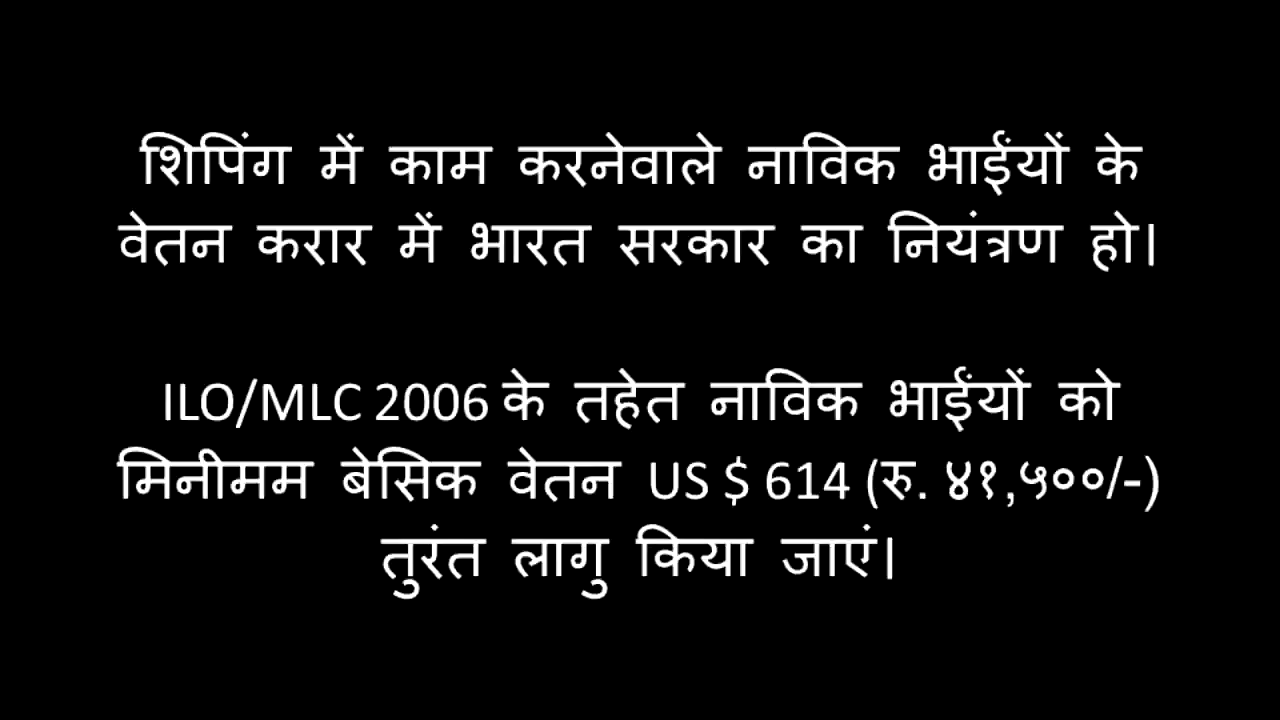 शिपिंग में काम करनेवाले नाविक भाईंयों के
वेतन करार में भारत सरकार का नियंत्रण हो।
ILO/MLC 2006 के तहेत नाविक भाईंयों को
मिनीमम बेसिक वेतन US $ 614 (रु. ४१,५००/-)
तुरंत लागु किया जाएं।